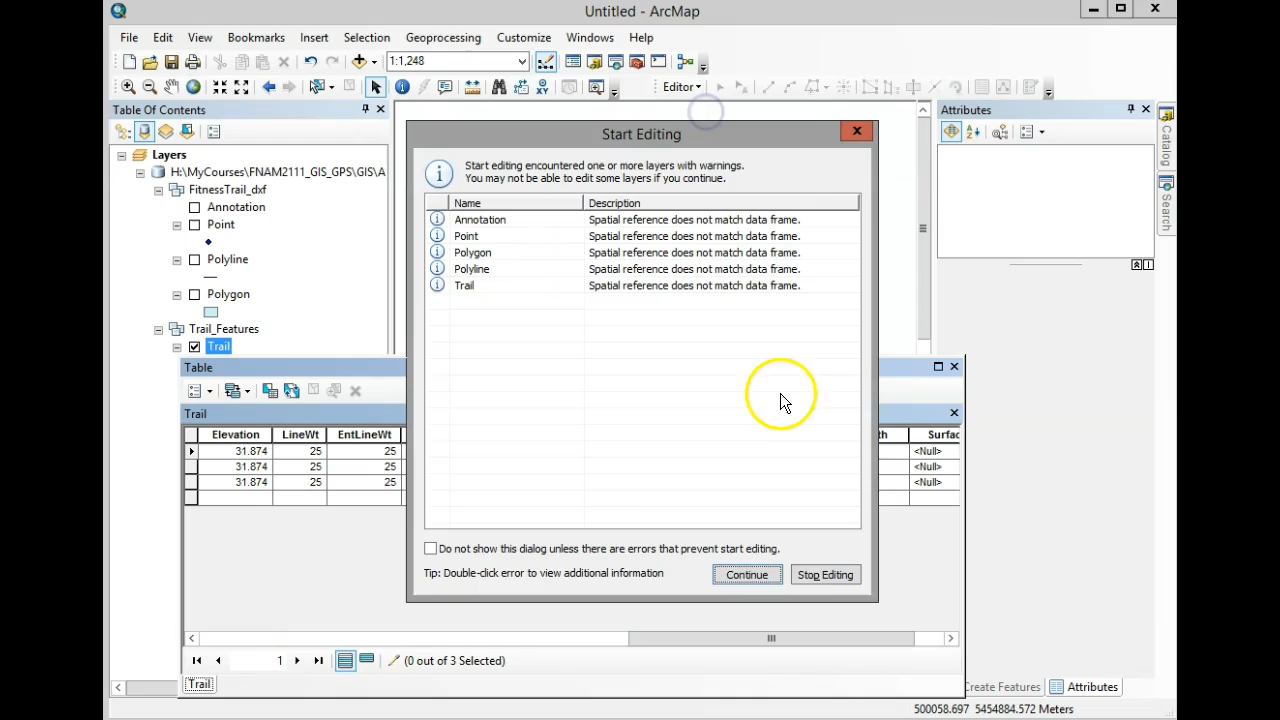 Untitled - ArcMap
File Edit View Bookmarks Insert Selection Geoprocessing Customize Windows Help
1:1,248
Editor
Table Of Contents
Layers
H:\MyCourses\FNAM2111_GIS_GPS\GIS\A
FitnessTrail_dxf
Annotation
Point
Polyline
Polygon
Trail_Features
Trail
Start Editing
Start editing encountered one or more layers with warnings.
You may not be able to edit some layers if you continue.
Name Description
Annotation Spatial reference does not match data frame.
Point Spatial reference does not match data frame.
Polygon Spatial reference does not match data frame.
Polyline Spatial reference does not match data frame.
Trail Spatial reference does not match data frame.
Do not show this dialog unless there are errors that prevent start editing.
Tip: Double-click error to view additional information
Continue Stop Editing
Attributes
Catalog
Search
Table
Trail
Elevation LineWt EntLineWt Surfac
31.874 25 25 <Null>
31.874 25 25 <Null>
31.874 25 25 <Null>
1 (0 out of 3 Selected)
Trail
Create Features Attributes
500058.697 5454884.572 Meters